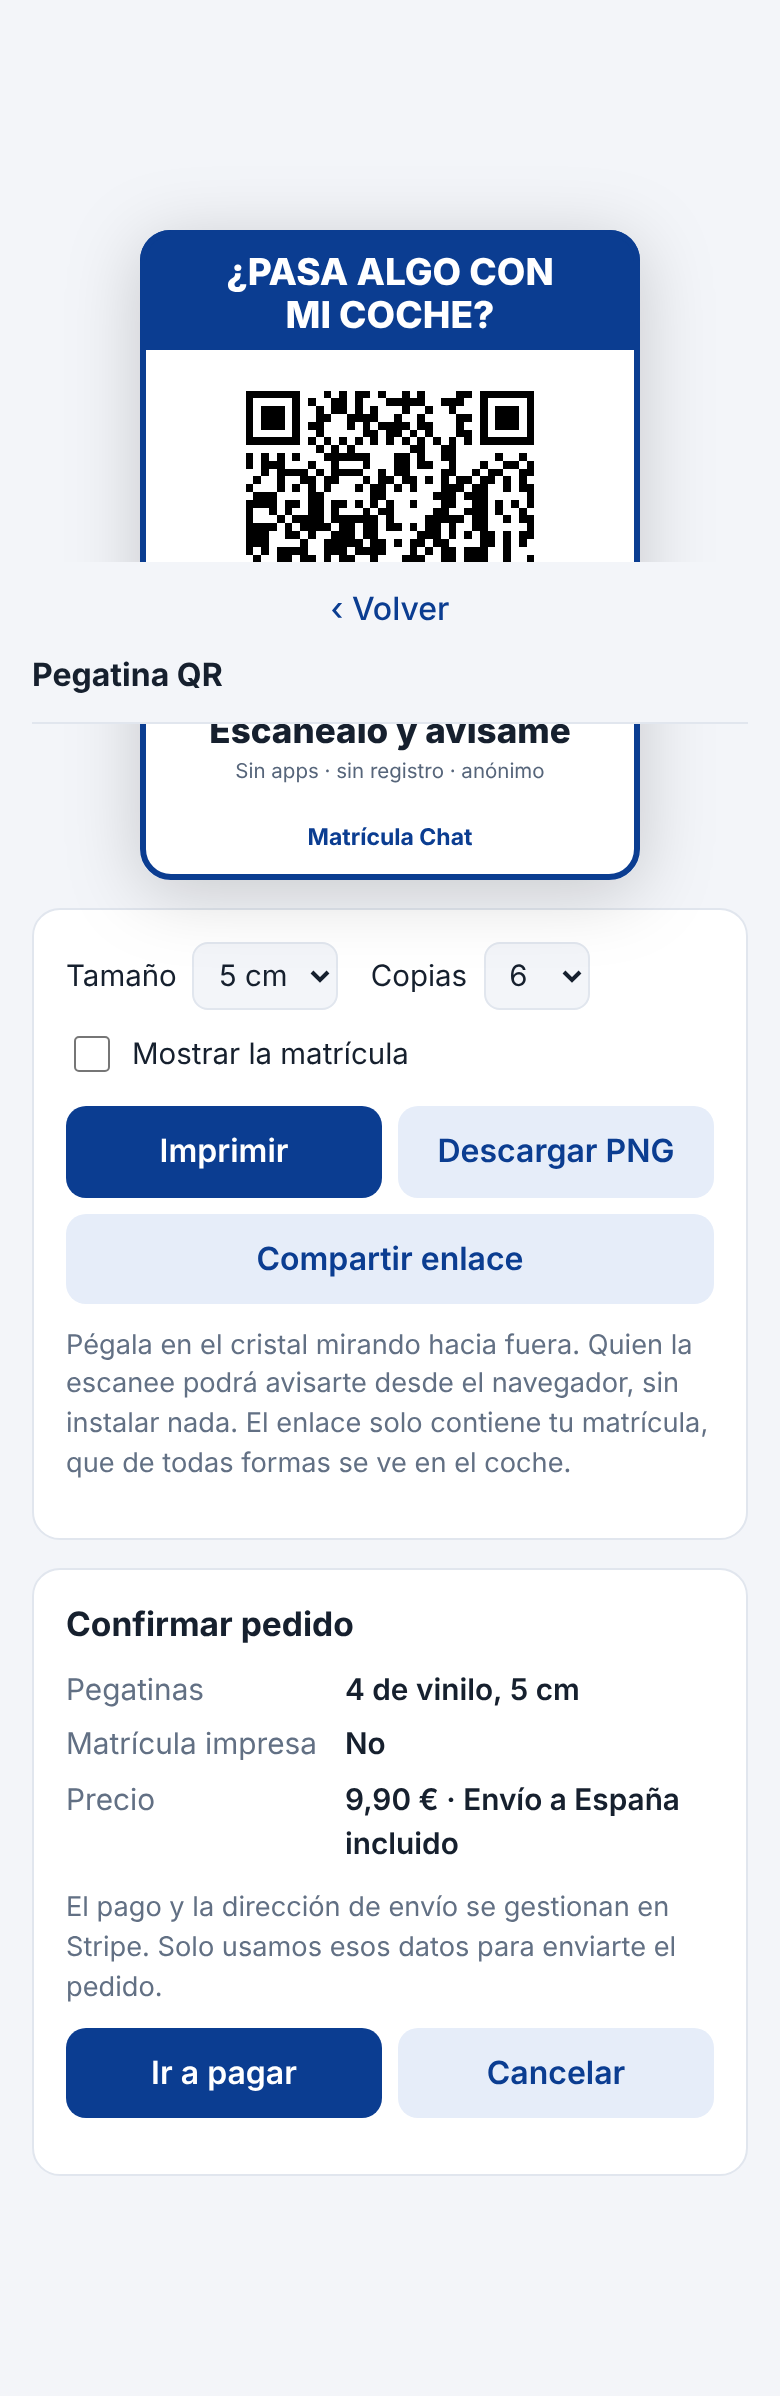 ¿PASA ALGO CON
MI COCHE?
‹ Volver
Pegatina QR
Escanéalo y avísame
Sin apps · sin registro · anónimo
Matrícula Chat
Tamaño 5 cm Copias 6
Mostrar la matrícula
Imprimir Descargar PNG
Compartir enlace
Pégala en el cristal mirando hacia fuera. Quien la
escanee podrá avisarte desde el navegador, sin
instalar nada. El enlace solo contiene tu matrícula,
que de todas formas se ve en el coche.
Confirmar pedido
Pegatinas 4 de vinilo, 5 cm
Matrícula impresa No
Precio 9,90 € · Envío a España
incluido
El pago y la dirección de envío se gestionan en
Stripe. Solo usamos esos datos para enviarte el
pedido.
Ir a pagar Cancelar